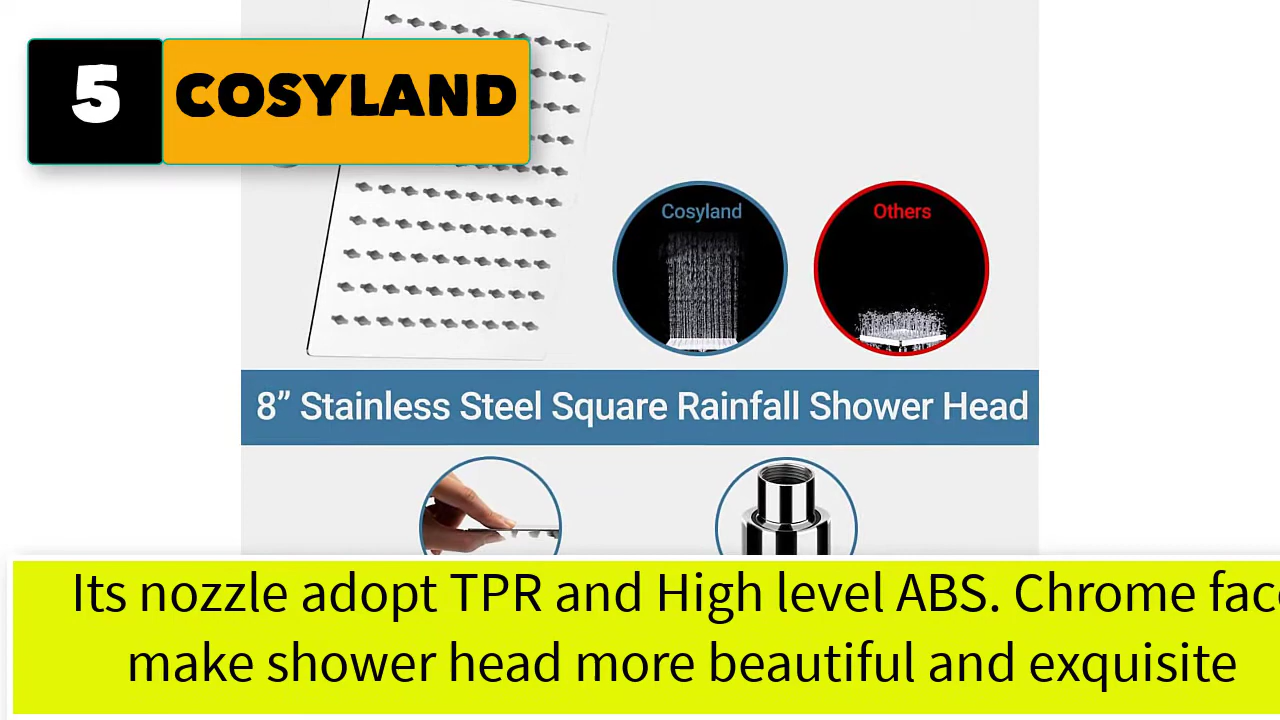 5 COSYLAND
Cosyland
Others
8” Stainless Steel Square Rainfall Shower Head
Its nozzle adopt TPR and High level ABS. Chrome
make shower head more beautiful and exquisite